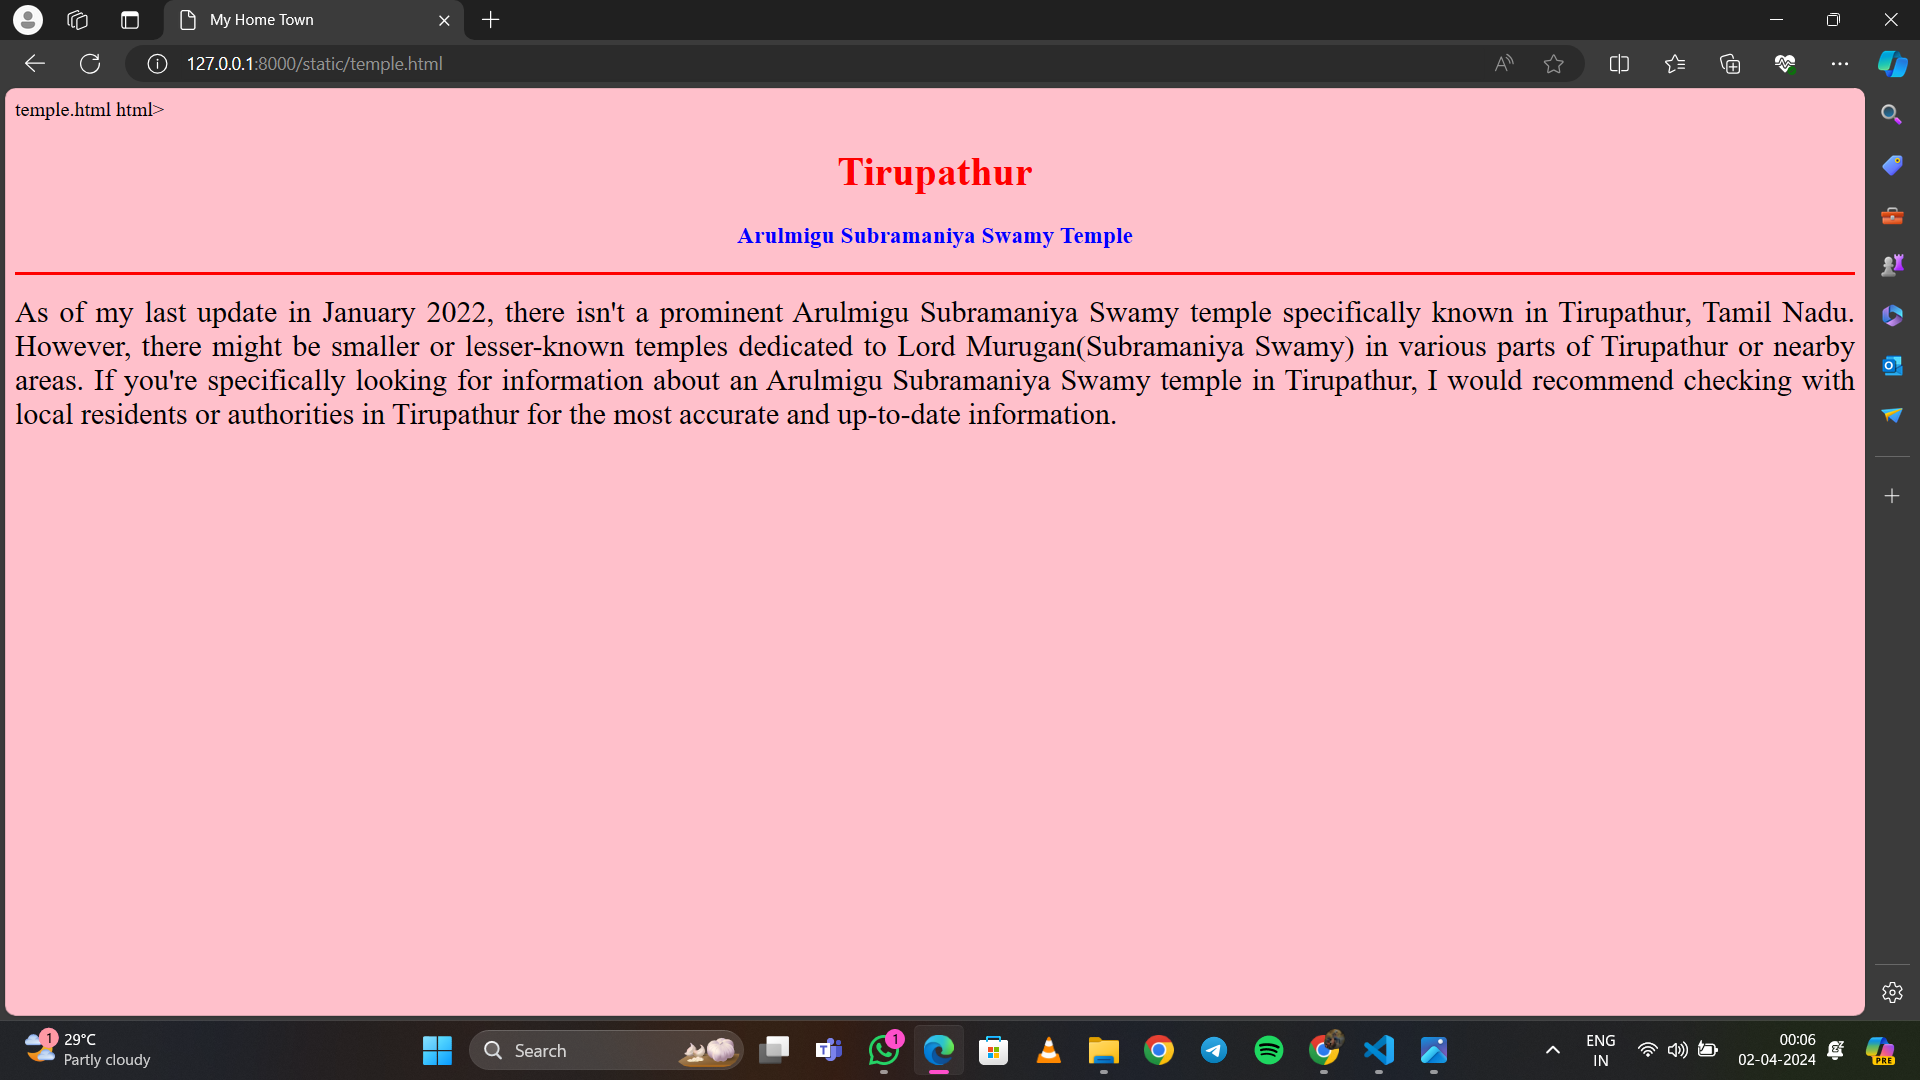 My Home Town
127.0.0.1:8000/static/temple.html
temple.html html>
Tirupathur
Arulmigu Subramaniya Swamy Temple
As of my last update in January 2022, there isn't a prominent Arulmigu Subramaniya Swamy temple specifically known in Tirupathur, Tamil Nadu.
However, there might be smaller or lesser-known temples dedicated to Lord Murugan(Subramaniya Swamy) in various parts of Tirupathur or nearby
areas. If you're specifically looking for information about an Arulmigu Subramaniya Swamy temple in Tirupathur, I would recommend checking with
local residents or authorities in Tirupathur for the most accurate and up-to-date information.
1
29°C
Partly cloudy
Search
1
ENG
IN
00:06
02-04-2024
PRE